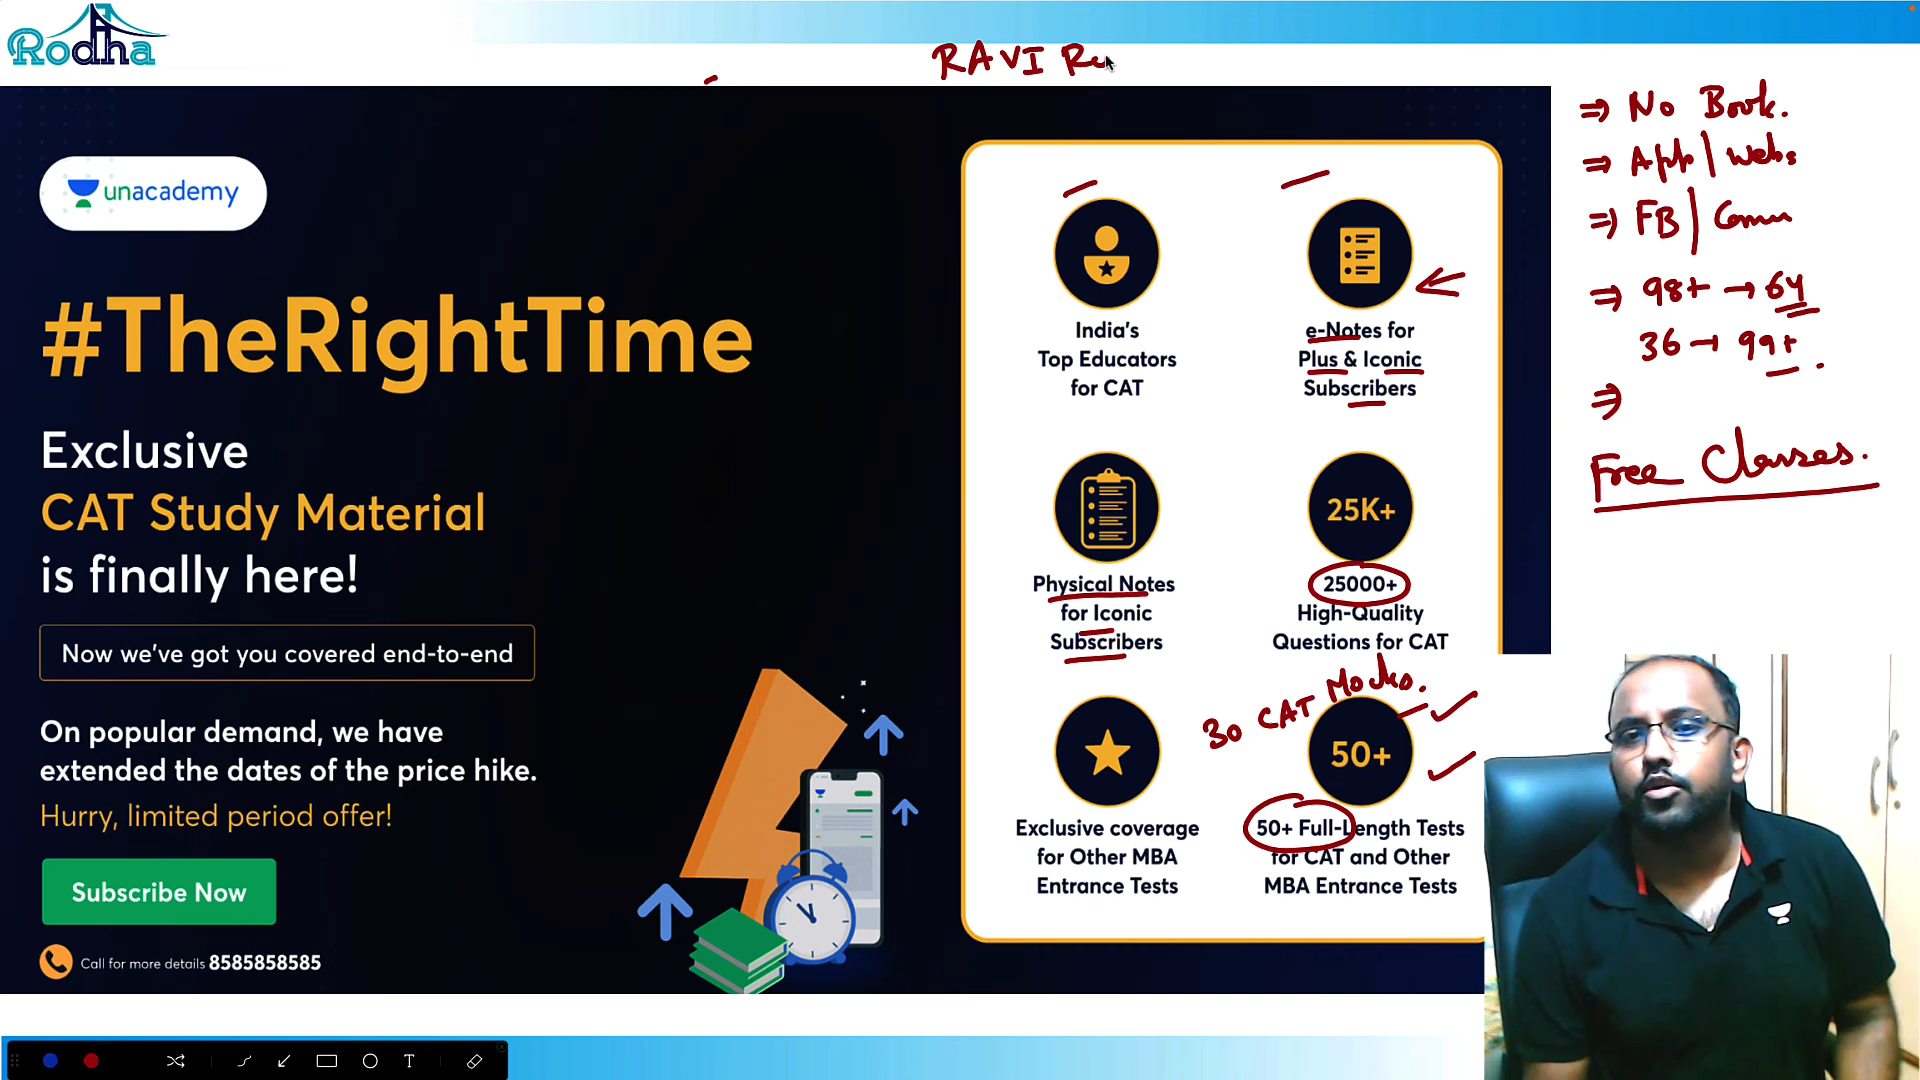 Rodha
RAVI
unacademy
#TheRightTime
Exclusive
CAT Study Material
is finally here!
Now we've got you covered end-to-end
On popular demand, we have
extended the dates of the price hike.
Hurry, limited period offer!
Subscribe Now
Call for more details 8585858585
India's
Top Educators
for CAT
e-Notes for
Plus & Iconic
Subscribers
Physical Notes
for Iconic
Subscribers
25K+
25000+
High-Quality
Questions for CAT
30 CAT Mocks.
Exclusive coverage
for Other MBA
Entrance Tests
50+
50+ Full-Length Tests
for CAT and Other
MBA Entrance Tests
⇒ No Book.
⇒ App | Webs
⇒ FB | Comm
⇒ 98+ → 64
36 → 99+
⇒
Free Classes.
T